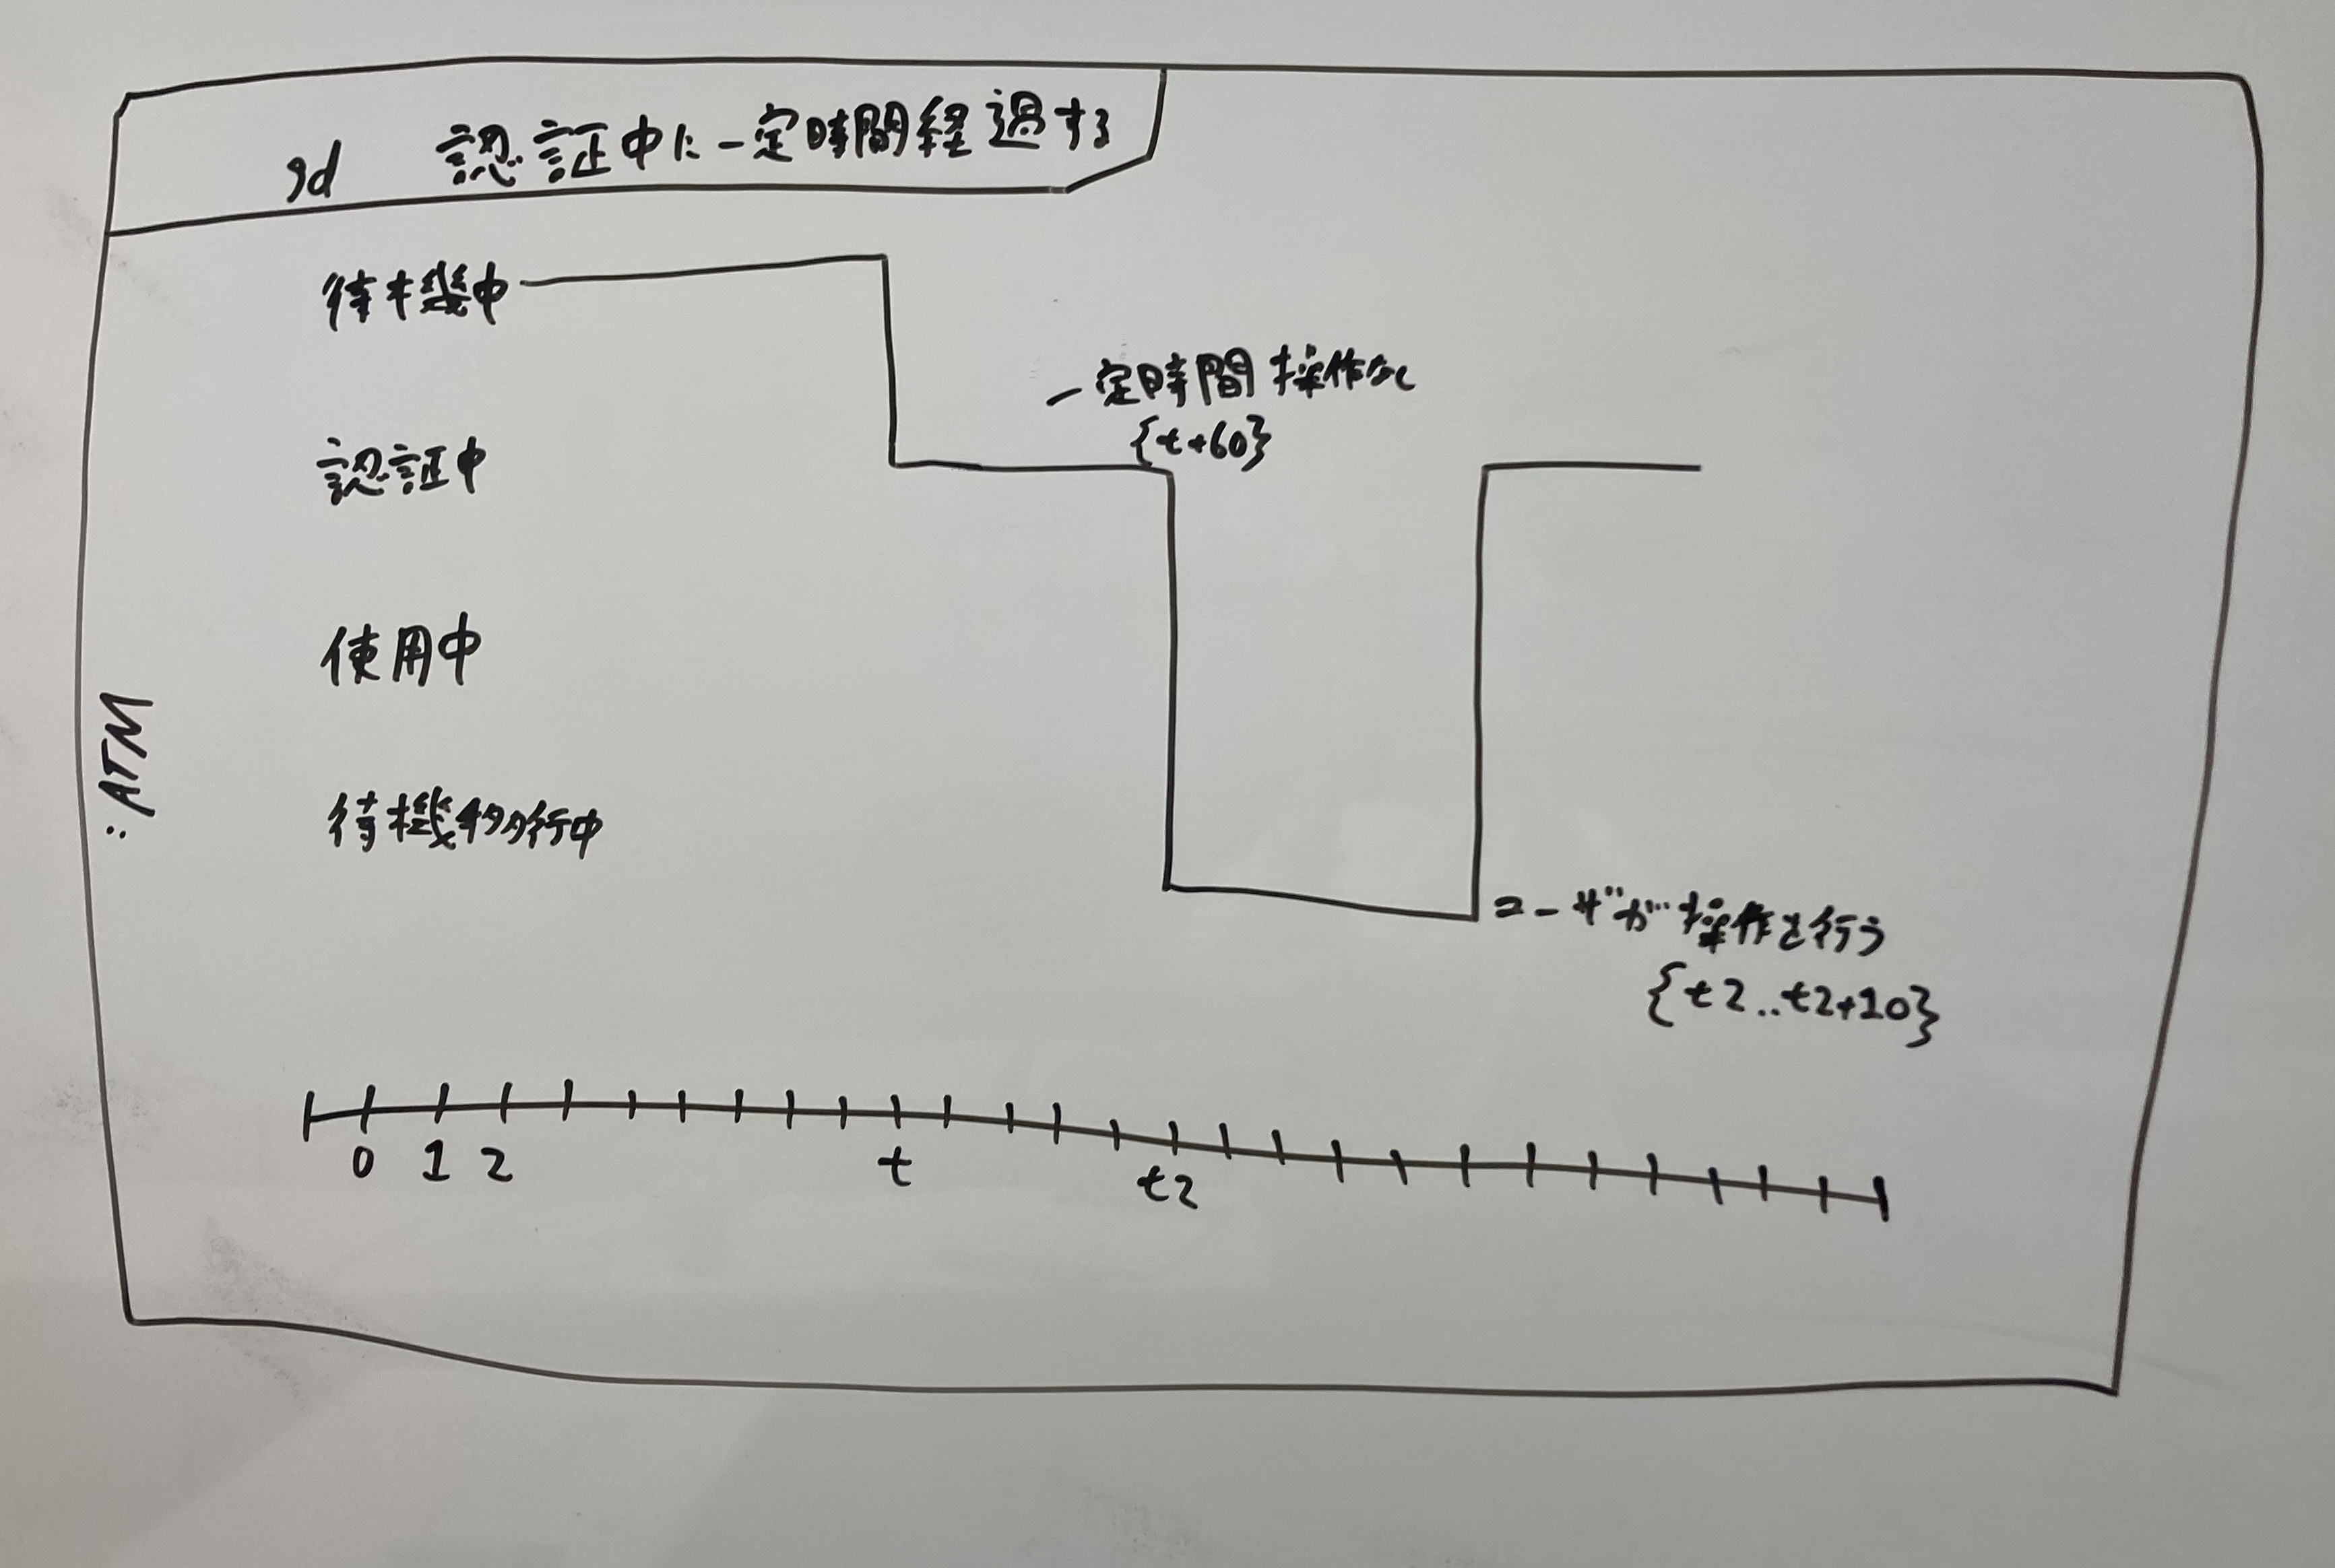 sd 認証中に一定時間経過する
待機中
一定時間操作なし
{t+60}
認証中
使用中
:ATM
待機移行中
ユーザが操作を行う
{t2..t2+10}
0 1 2 t t2